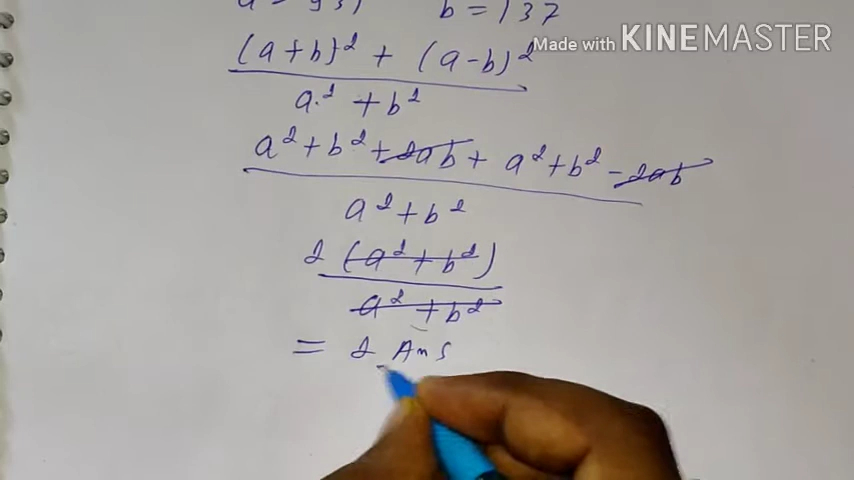 b = 137
Made with KINEMASTER
(a+b)² + (a-b)²
a² + b²
a² + b² + 2ab + a² + b² - 2ab
a² + b²
2 (a² + b²)
a² + b²
= 2 Ans